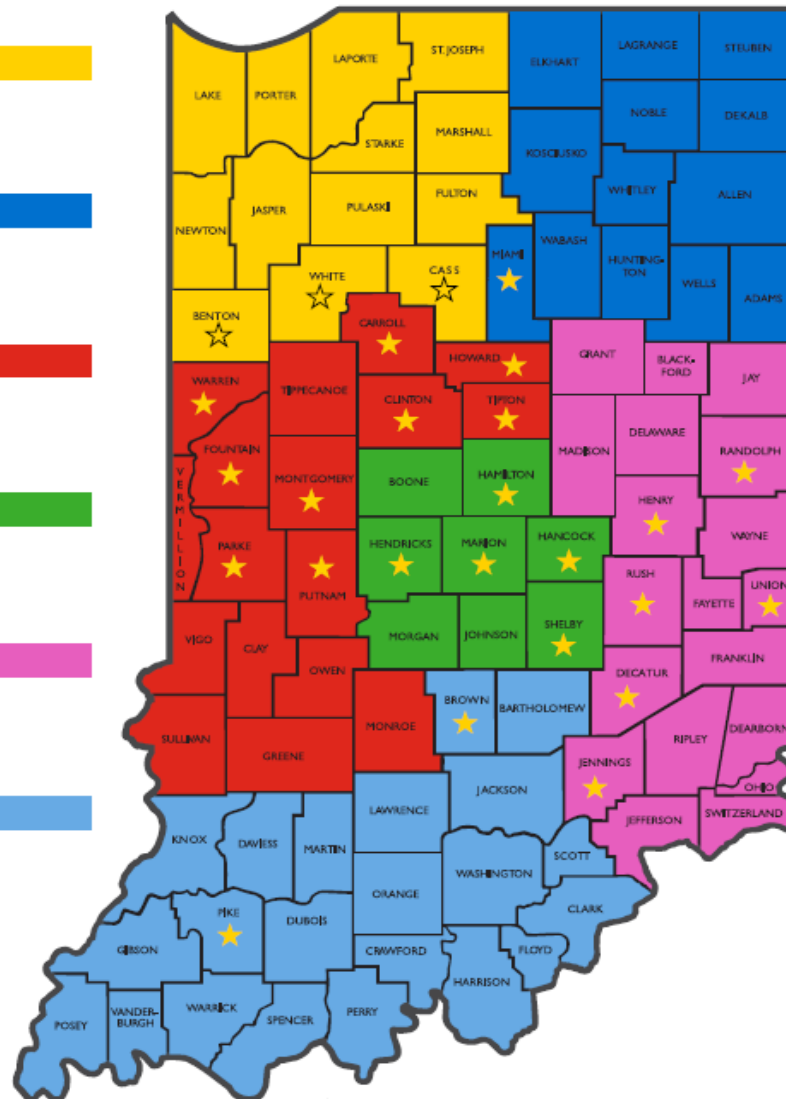 LAPORTE
ST. JOSEPH
ELKHART
LAGRANGE
STEUBEN
LAKE
PORTER
STARKE
MARSHALL
KOSCIUSKO
NOBLE
DEKALB
NEWTON
JASPER
PULASKI
FULTON
WHITLEY
ALLEN
WHITE
CASS
MIAMI
WABASH
HUNTING-
TON
WELLS
ADAMS
BENTON
CARROLL
HOWARD
GRANT
BLACK-
FORD
JAY
WARREN
TIPPECANOE
CLINTON
TIPTON
MADISON
DELAWARE
RANDOLPH
FOUNTAIN
VERMILLION
MONTGOMERY
BOONE
HAMILTON
HENRY
WAYNE
PARKE
PUTNAM
HENDRICKS
MARION
HANCOCK
RUSH
FAYETTE
UNION
VIGO
CLAY
OWEN
MORGAN
JOHNSON
SHELBY
DECATUR
FRANKLIN
SULLIVAN
GREENE
MONROE
BROWN
BARTHOLOMEW
JENNINGS
RIPLEY
DEARBORN
OHIO
SWITZERLAND
JEFFERSON
KNOX
DAVIESS
MARTIN
LAWRENCE
JACKSON
SCOTT
WASHINGTON
ORANGE
CLARK
GIBSON
PIKE
DUBOIS
CRAWFORD
FLOYD
HARRISON
POSEY
VANDER-
BURGH
WARRICK
SPENCER
PERRY